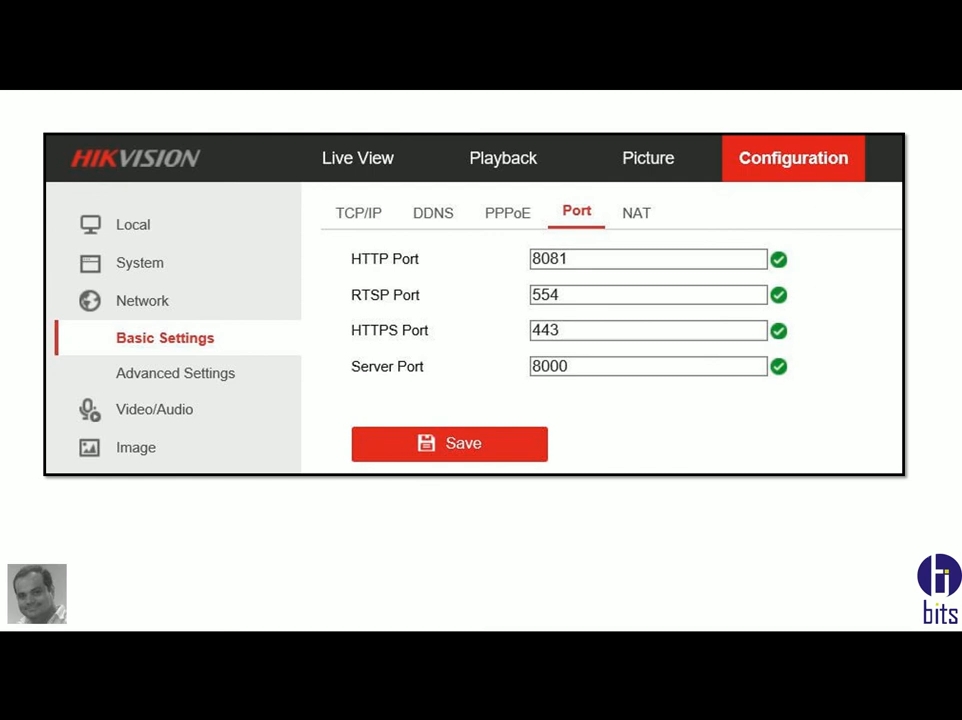 HIKVISION Live View Playback Picture Configuration
Local
System
Network
Basic Settings
Advanced Settings
Video/Audio
Image
TCP/IP DDNS PPPoE Port NAT
HTTP Port 8081
RTSP Port 554
HTTPS Port 443
Server Port 8000
Save
hi
bits